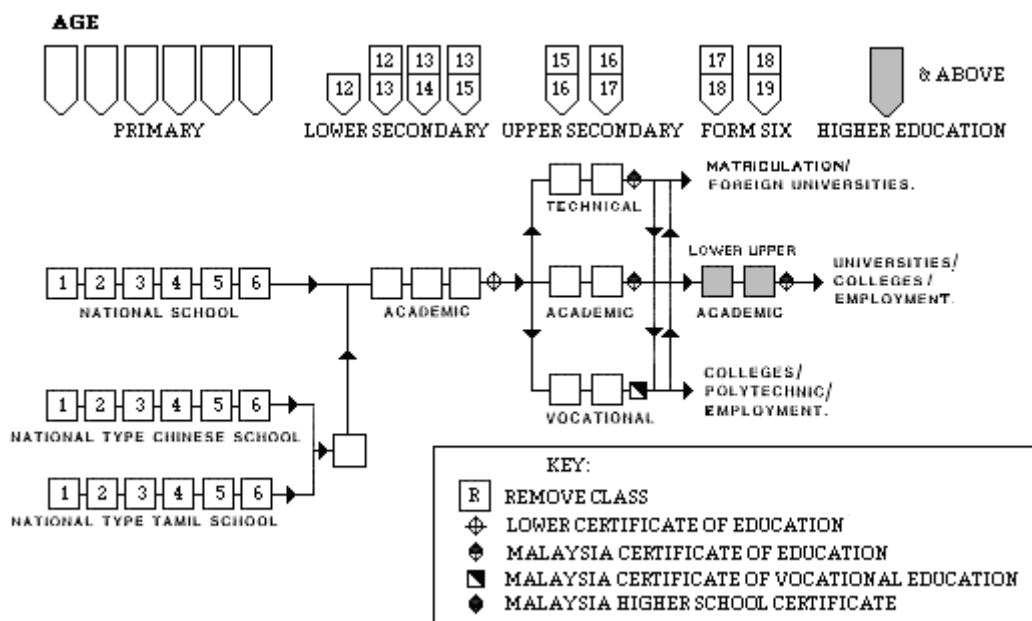 AGE
12 13 13
12 13 14 15
15 16
16 17
17 18
18 19
& ABOVE
PRIMARY
LOWER SECONDARY
UPPER SECONDARY
FORM SIX
HIGHER EDUCATION
MATRICULATION/
FOREIGN UNIVERSITIES.
TECHNICAL
LOWER UPPER
UNIVERSITIES/
COLLEGES/
EMPLOYMENT.
1 2 3 4 5 6
NATIONAL SCHOOL
ACADEMIC
ACADEMIC
ACADEMIC
COLLEGES/
POLYTECHNIC/
EMPLOYMENT.
1 2 3 4 5 6
NATIONAL TYPE CHINESE SCHOOL
VOCATIONAL
1 2 3 4 5 6
NATIONAL TYPE TAMIL SCHOOL
KEY:
R REMOVE CLASS
LOWER CERTIFICATE OF EDUCATION
MALAYSIA CERTIFICATE OF EDUCATION
MALAYSIA CERTIFICATE OF VOCATIONAL EDUCATION
MALAYSIA HIGHER SCHOOL CERTIFICATE